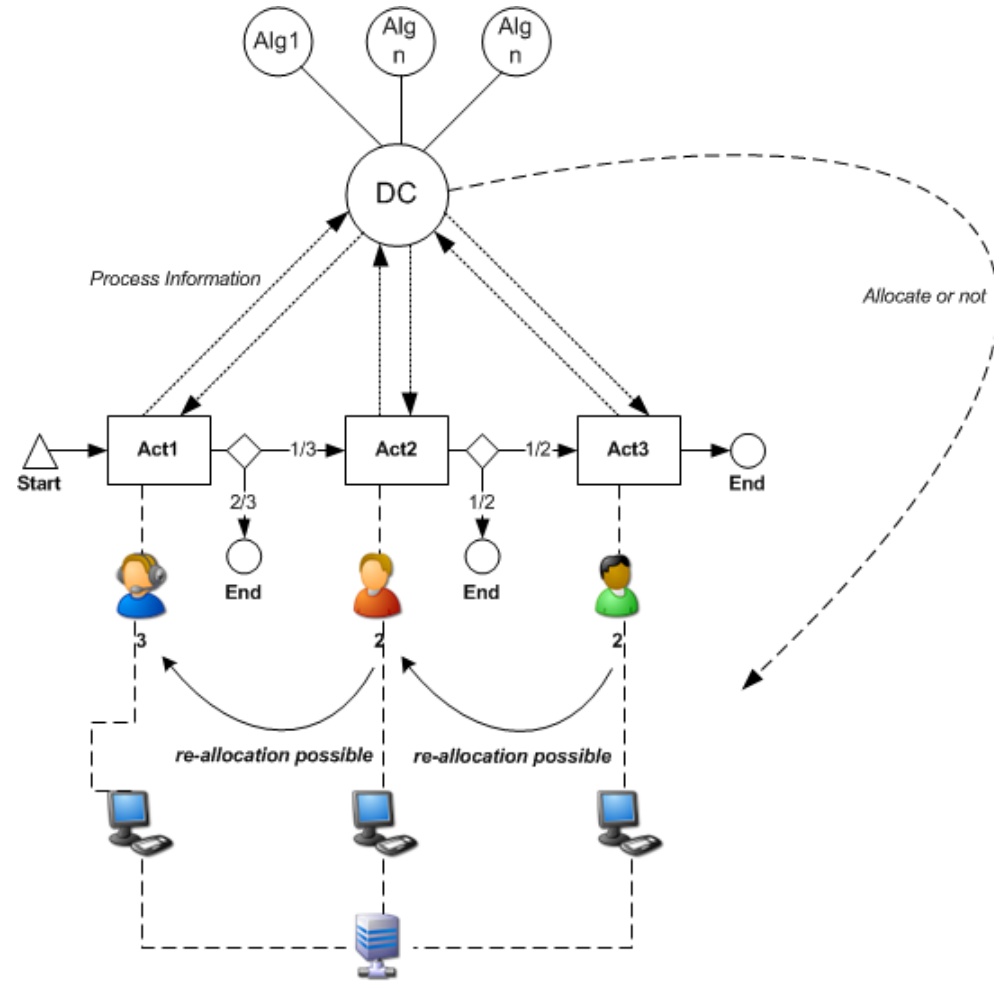 Alg1
Alg
n
Alg
n
DC
Process Information
Allocate or not
Act1
1/3
Act2
1/2
Act3
Start
End
2/3
1/2
End
End
3
2
2
re-allocation possible
re-allocation possible